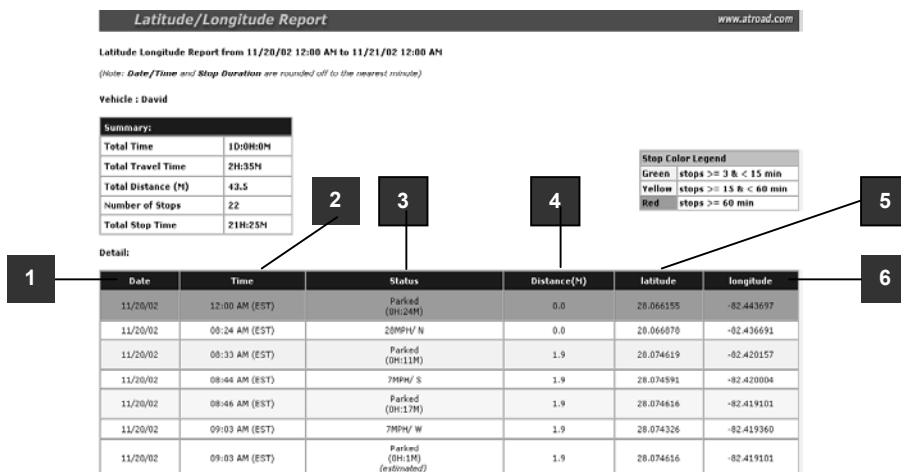 Latitude/Longitude Report www.atroad.com
Latitude Longitude Report from 11/20/02 12:00 AM to 11/21/02 12:00 AM
(Note: Date/Time and Stop Duration are rounded off to the nearest minute)
Vehicle : David
Summary:
Total Time 1D:0H:0M
Total Travel Time 2H:35M
Total Distance (M) 43.5
Number of Stops 22
Total Stop Time 21H:25M
Stop Color Legend
Green stops >= 3 & < 15 min
Yellow stops >= 15 & < 60 min
Red stops >= 60 min
2 3 4 5
Detail:
1 6
Date Time Status Distance(M) latitude longitude
11/20/02 12:00 AM (EST) Parked (8H:24M) 0.0 28.066155 -82.443697
11/20/02 08:24 AM (EST) 28MPH/ N 0.0 28.066878 -82.436691
11/20/02 08:33 AM (EST) Parked (0H:11M) 1.9 28.074619 -82.420157
11/20/02 08:44 AM (EST) 7MPH/ S 1.9 28.074591 -82.420004
11/20/02 08:46 AM (EST) Parked (0H:17M) 1.9 28.074616 -82.419101
11/20/02 09:03 AM (EST) 7MPH/ W 1.9 28.074326 -82.419360
11/20/02 09:03 AM (EST) Parked (0H:1M) (estimated) 1.9 28.074616 -82.419101